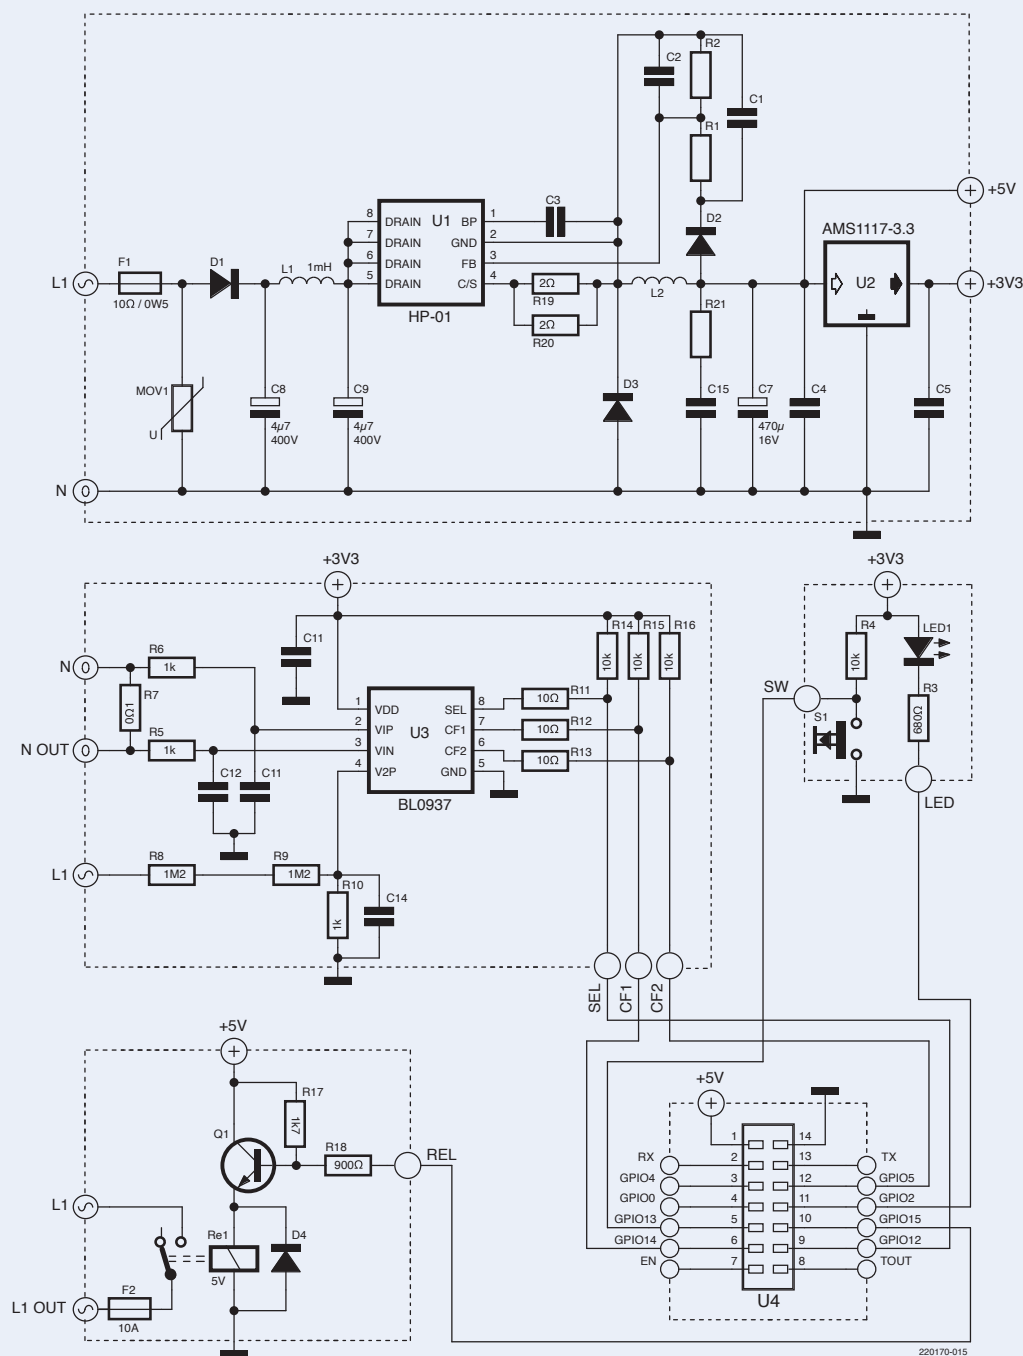 R2
C2
C1
R1
+5V
C3
D2
8 DRAIN U1 BP 1
7 DRAIN GND 2
6 DRAIN FB 3
5 DRAIN C/S 4
HP-01
AMS1117-3.3
U2
L1
F1
10Ω / 0W5
D1
L1 1mH
2Ω
R19
2Ω
R20
L2
R21
+3V3
MOV1
U
C8
4µ7
400V
C9
4µ7
400V
D3
C15
C7
470µ
16V
C4
C5
N
+3V3
+3V3
C11
R14 R15 R16
10k 10k 10k
R4
10k
LED1
N
R6
1k
R7
0Ω1
R3
680Ω
SW
S1
N OUT
R5
1k
1 VDD SEL 8
2 VIP U3 CF1 7
3 VIN CF2 6
4 V2P GND 5
BL0937
10Ω R11
10Ω R12
10Ω R13
C12 C11
LED
L1
R8
1M2
R9
1M2
R10
1k
C14
SEL
CF1
CF2
+5V
R17
1k7
Q1
R18
900Ω
REL
L1
Re1
5V
D4
L1 OUT
F2
10A
+5V
1 14
RX 2 13 TX
GPIO4 3 12 GPIO5
GPIO0 4 11 GPIO2
GPIO13 5 10 GPIO15
GPIO14 6 9 GPIO12
EN 7 8 TOUT
U4
220170-015